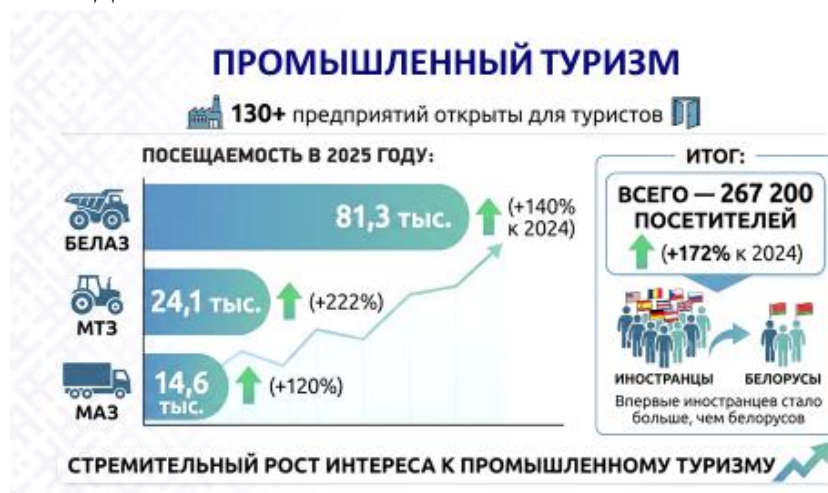 ПРОМЫШЛЕННЫЙ ТУРИЗМ
130+ предприятий открыты для туристов
ПОСЕЩАЕМОСТЬ В 2025 ГОДУ:
БЕЛАЗ
81,3 тыс.
(+140%
к 2024)
МТЗ
24,1 тыс.
(+222%)
МАЗ
14,6
тыс.
(+120%)
ИТОГ:
ВСЕГО — 267 200
ПОСЕТИТЕЛЕЙ
(+172% к 2024)
ИНОСТРАНЦЫ
БЕЛОРУСЫ
Впервые иностранцев стало
больше, чем белорусов
СТРЕМИТЕЛЬНЫЙ РОСТ ИНТЕРЕСА К ПРОМЫШЛЕННОМУ ТУРИЗМУ